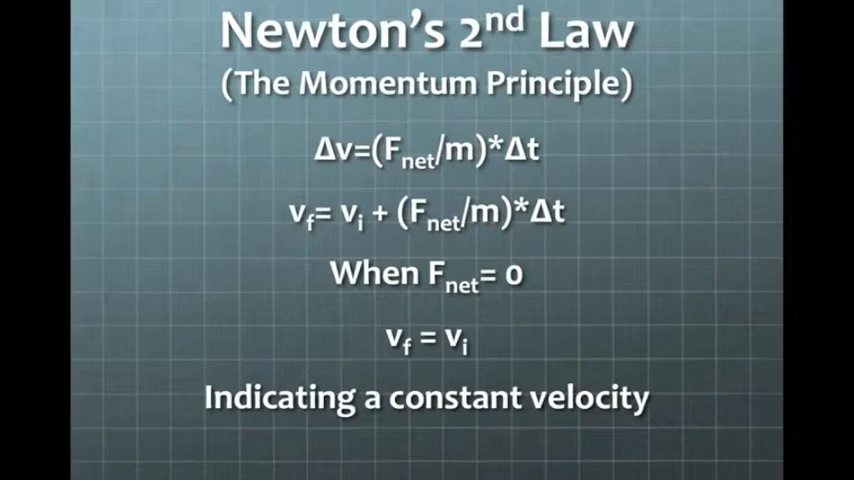 Newton's 2nd Law
(The Momentum Principle)
Δv=(Fnet/m)*Δt
vf= vi + (Fnet/m)*Δt
When Fnet= 0
vf = vi
Indicating a constant velocity